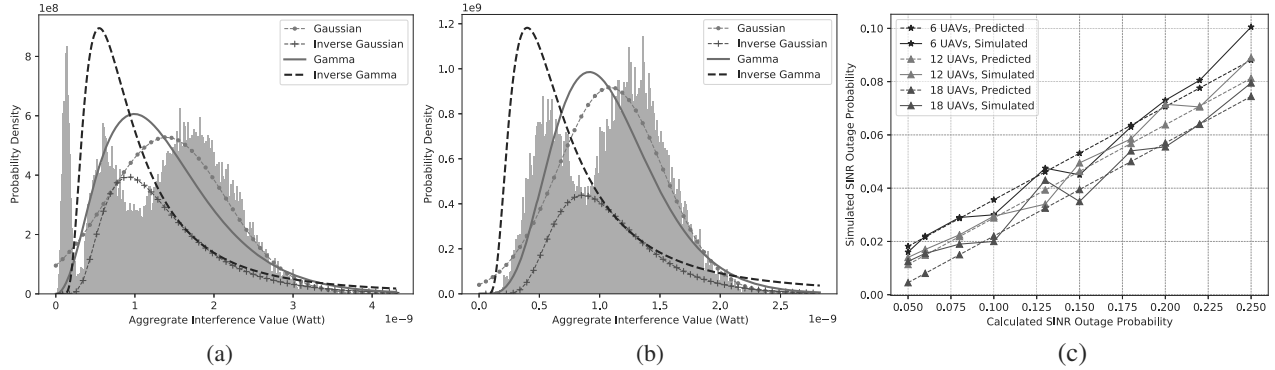 1e8
Gaussian
Inverse Gaussian
Gamma
Inverse Gamma
Probability Density
8
6
4
2
0
0
1
2
3
4
1e−9
Aggregrate Interference Value (Watt)
(a)
1e9
Gaussian
Inverse Gaussian
Gamma
Inverse Gamma
Probability Density
1.2
1.0
0.8
0.6
0.4
0.2
0.0
0.0
0.5
1.0
1.5
2.0
2.5
1e−9
Aggregrate Interference Value (Watt)
(b)
6 UAVs, Predicted
6 UAVs, Simulated
12 UAVs, Predicted
12 UAVs, Simulated
18 UAVs, Predicted
18 UAVs, Simulated
Simulated SINR Outage Probability
0.10
0.08
0.06
0.04
0.02
0.00
0.050
0.075
0.100
0.125
0.150
0.175
0.200
0.225
0.250
Calculated SINR Outage Probability
(c)